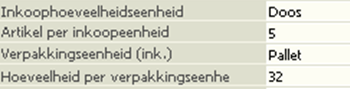 Inkoophoeveelheidseenheid Doos
Artikel per inkoopeenheid 5
Verpakkingseenheid (ink.) Pallet
Hoeveelheid per verpakkingseenhe 32